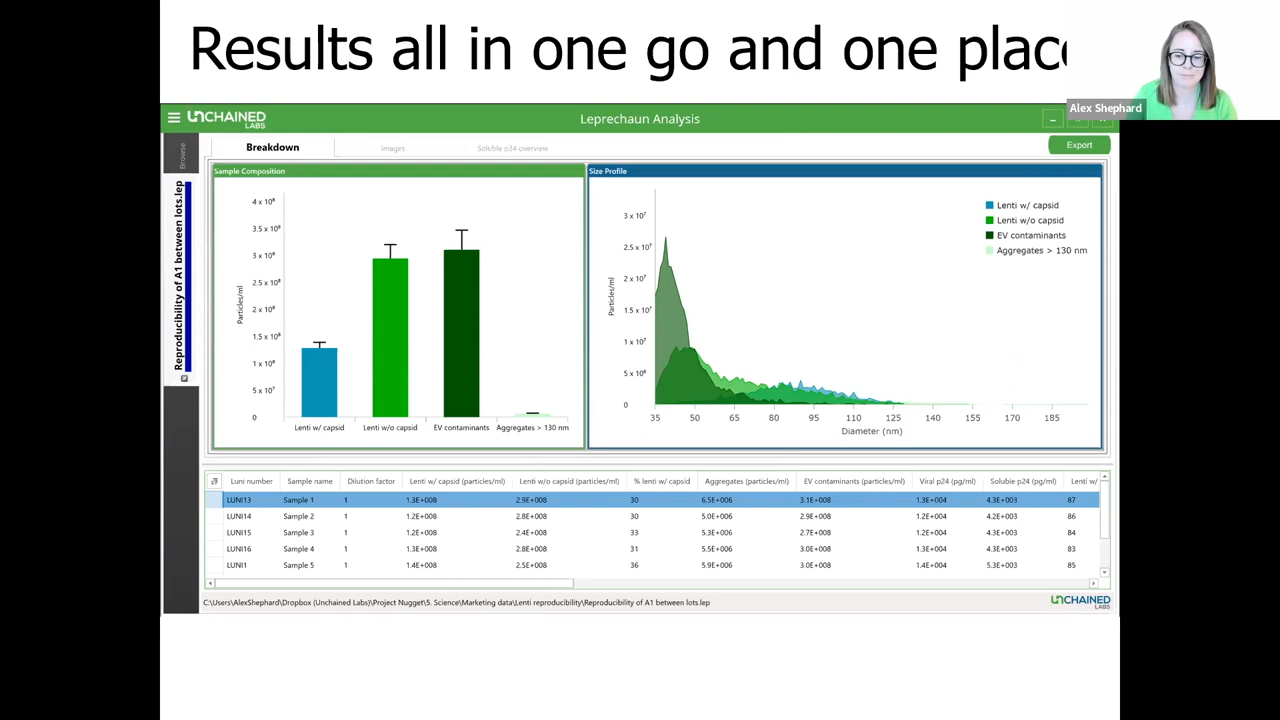 Results all in one go and one place
Alex Shephard
UNCHAINED LABS
Leprechaun Analysis
Browse
Breakdown
Images
Soluble p24 overview
Export
Reproducibility of A1 between lots.lep
Sample Composition
4 x 10⁸
3.5 x 10⁸
3 x 10⁸
2.5 x 10⁸
2 x 10⁸
1.5 x 10⁸
1 x 10⁸
5 x 10⁷
0
Particles/ml
Lenti w/ capsid
Lenti w/o capsid
EV contaminants
Aggregates > 130 nm
Size Profile
3 x 10⁷
2.5 x 10⁷
2 x 10⁷
1.5 x 10⁷
1 x 10⁷
5 x 10⁶
0
Particles/ml
35 50 65 80 95 110 125 140 155 170 185
Diameter (nm)
Lenti w/ capsid
Lenti w/o capsid
EV contaminants
Aggregates > 130 nm
Luni number Sample name Dilution factor Lenti w/ capsid (particles/ml) Lenti w/o capsid (particles/ml) % lenti w/ capsid Aggregates (particles/ml) EV contaminants (particles/ml) Viral p24 (pg/ml) Soluble p24 (pg/ml) Lenti w/
LUNI13 Sample 1 1 1.3E+008 2.9E+008 30 6.5E+006 3.1E+008 1.3E+004 4.3E+003 87
LUNI14 Sample 2 1 1.2E+008 2.8E+008 30 5.0E+006 2.9E+008 1.2E+004 4.2E+003 86
LUNI15 Sample 3 1 1.2E+008 2.4E+008 33 5.3E+006 2.7E+008 1.2E+004 4.3E+003 84
LUNI16 Sample 4 1 1.3E+008 2.8E+008 31 5.5E+006 3.0E+008 1.3E+004 4.3E+003 83
LUNI1 Sample 5 1 1.4E+008 2.5E+008 36 5.9E+006 3.0E+008 1.4E+004 5.3E+003 85
C:\Users\AlexShephard\Dropbox (Unchained Labs)\Project Nugget\5. Science\Marketing data\Lenti reproducibility\Reproducibility of A1 between lots.lep
UNCHAINED LABS